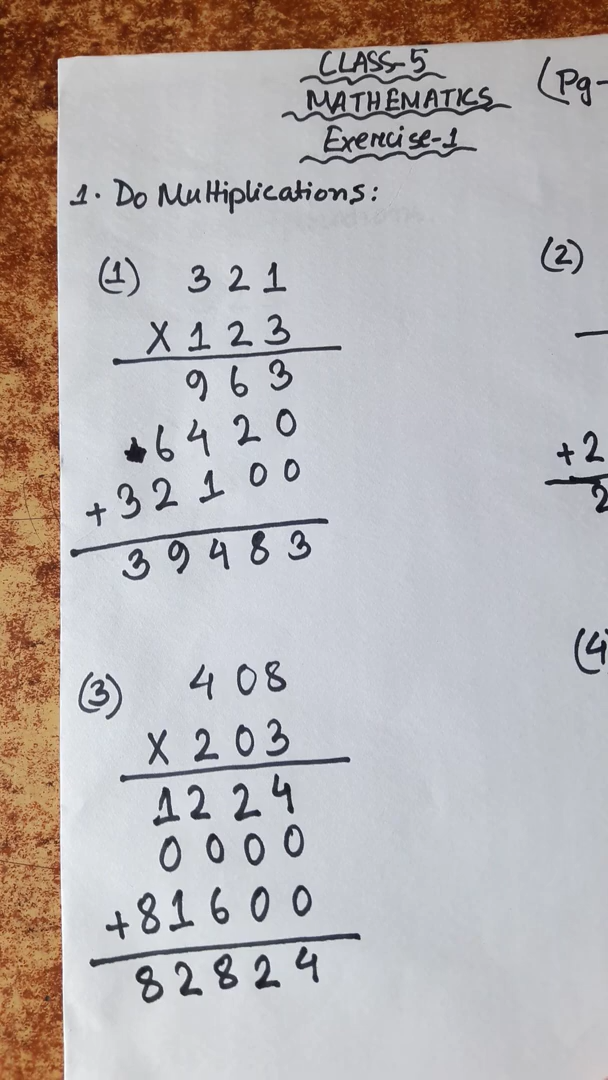 CLASS-5
(Pg-
MATHEMATICS
Exercise-1
1. Do Multiplications:
(1) 321
(2)
X 123
963
6420
+2
+32100
2
39483
(4)
(3) 408
X 203
1224
0000
+81600
82824